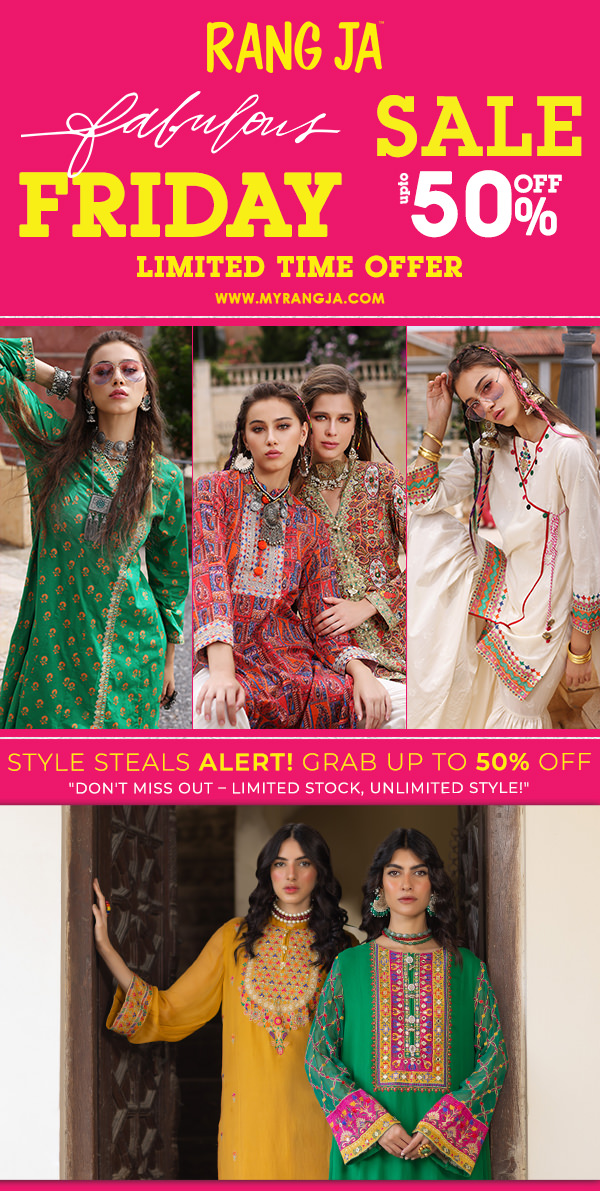 RANG JA™
fabulous
FRIDAY
SALE
upto 50% OFF
LIMITED TIME OFFER
WWW.MYRANGJA.COM
STYLE STEALS ALERT! GRAB UP TO 50% OFF
"DON'T MISS OUT – LIMITED STOCK, UNLIMITED STYLE!"